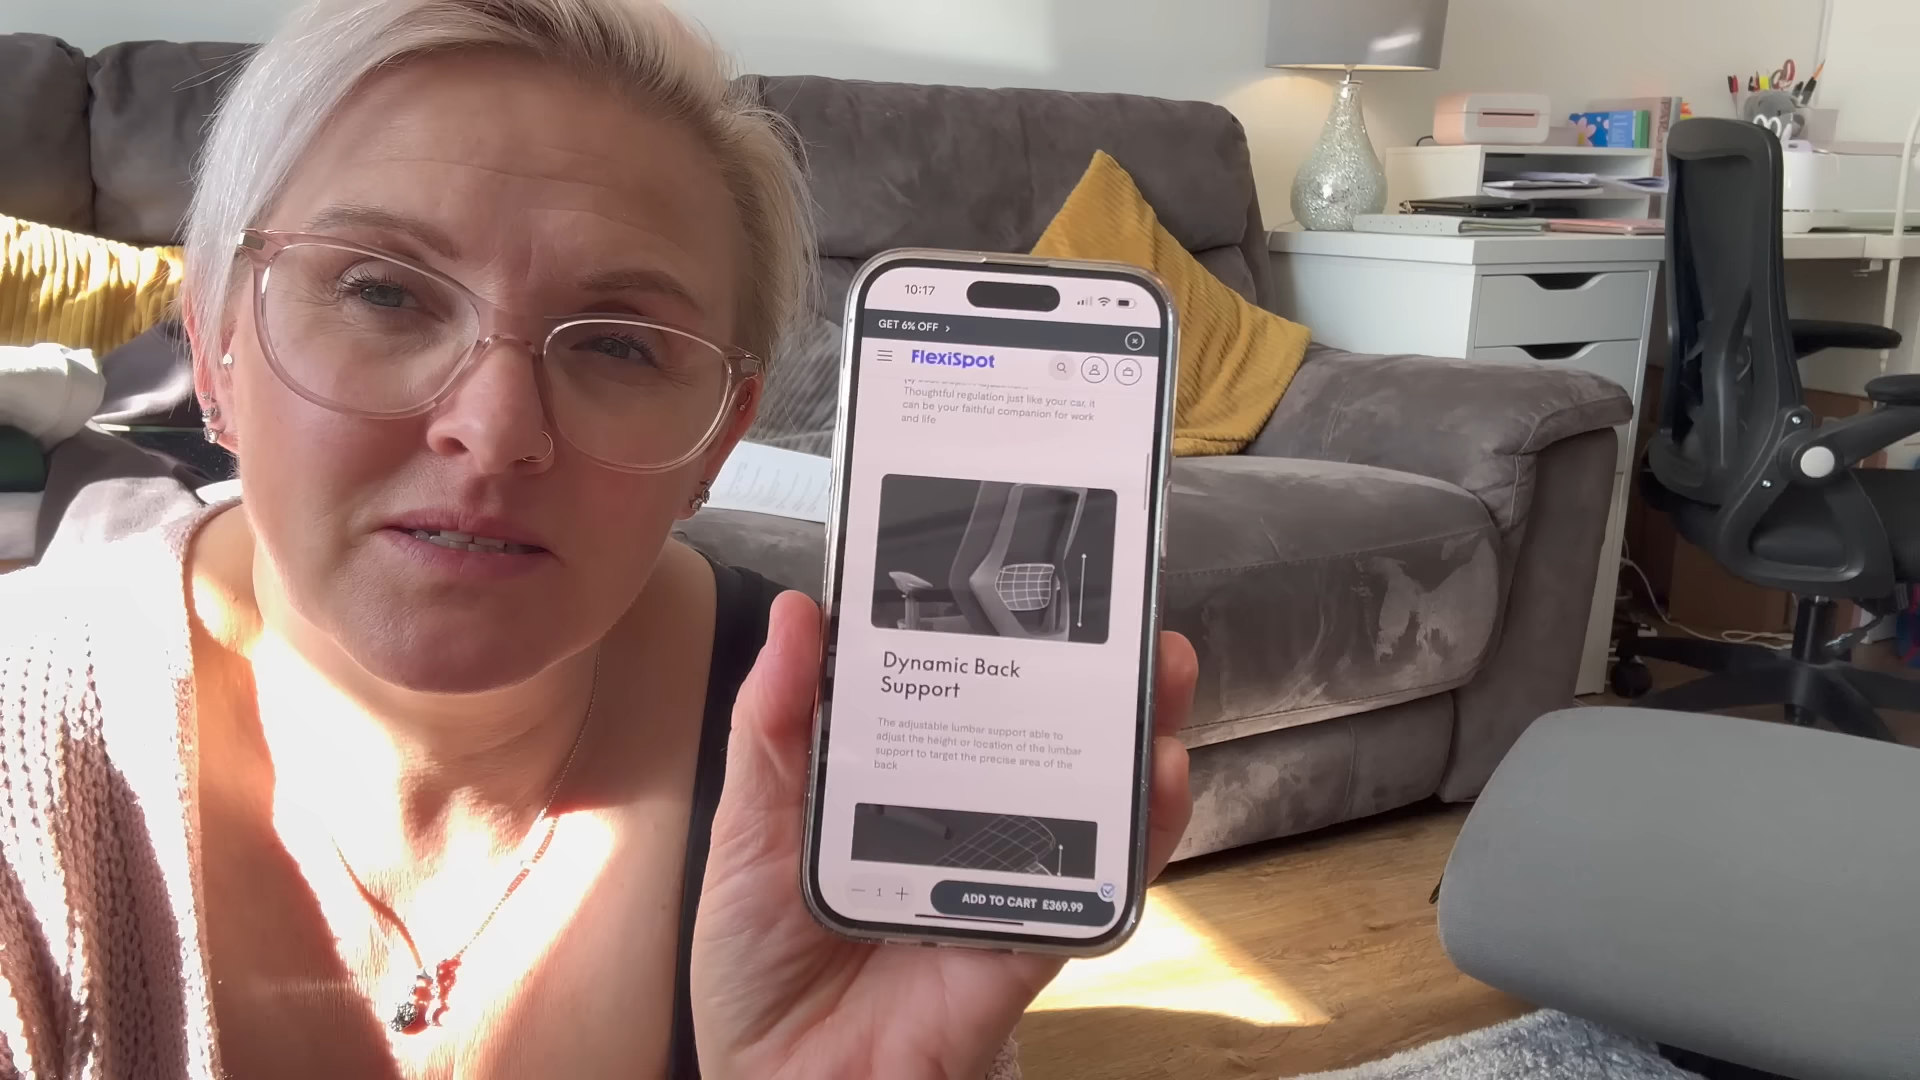 10:17
GET 6% OFF >
FlexiSpot
Thoughtful regulation just like your car, it
can be your faithful companion for work
and life
Dynamic Back
Support
The adjustable lumbar support able to
adjust the height or location of the lumbar
support to target the precise area of the
back
1
ADD TO CART £369.99